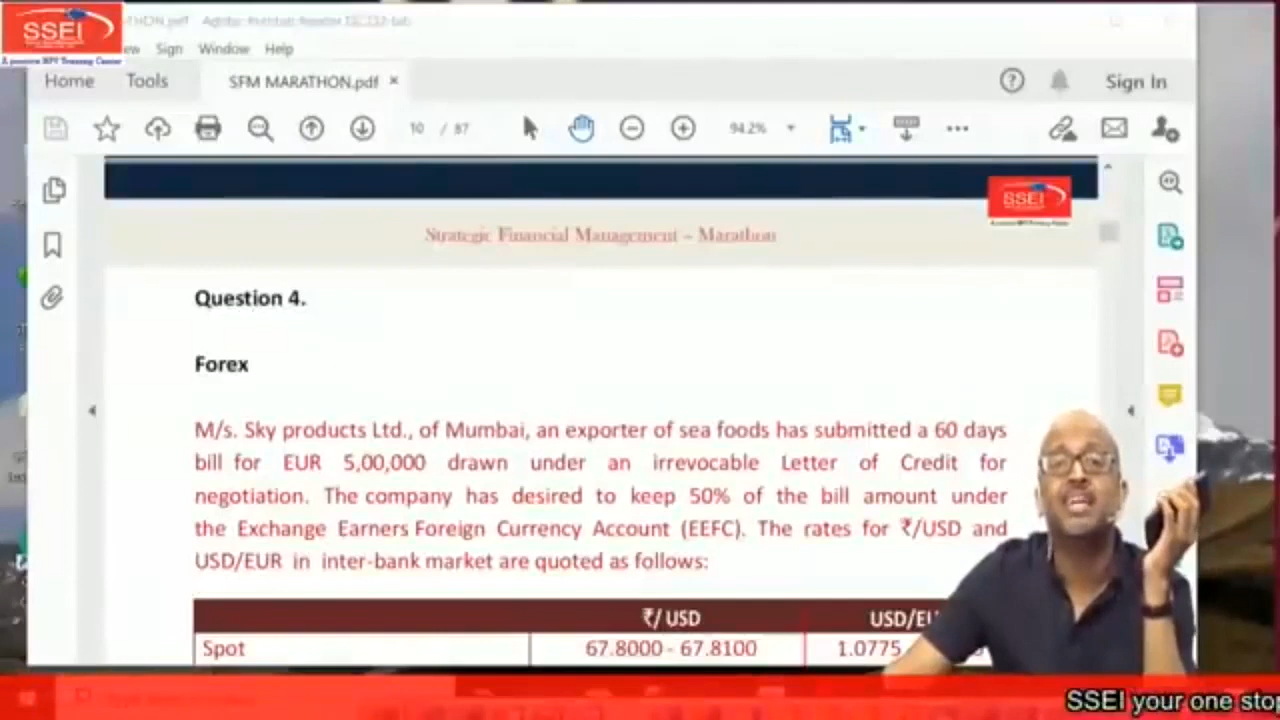 SSEI
Sign Window Help
Home Tools SFM MARATHON.pdf × Sign In
10 / 87 94.2%
SSEI
Strategic Financial Management – Marathon
Question 4.
Forex
M/s. Sky products Ltd., of Mumbai, an exporter of sea foods has submitted a 60 days
bill for EUR 5,00,000 drawn under an irrevocable Letter of Credit for
negotiation. The company has desired to keep 50% of the bill amount under
the Exchange Earners Foreign Currency Account (EEFC). The rates for ₹/USD and
USD/EUR in inter-bank market are quoted as follows:
₹/ USD USD/EU
Spot 67.8000 - 67.8100 1.0775
SSEI your one stop